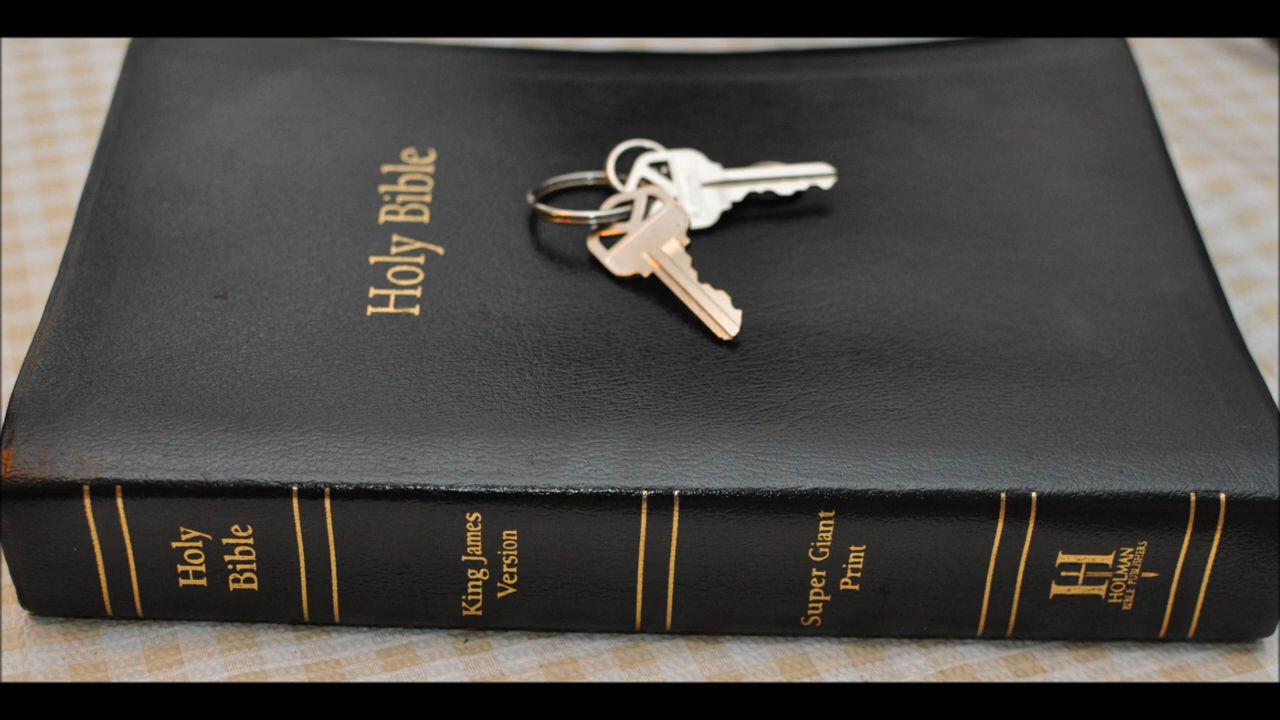 Holy Bible
Holy
Bible
King James
Version
Super Giant
Print
HOLMAN
BIBLE PUBLISHERS